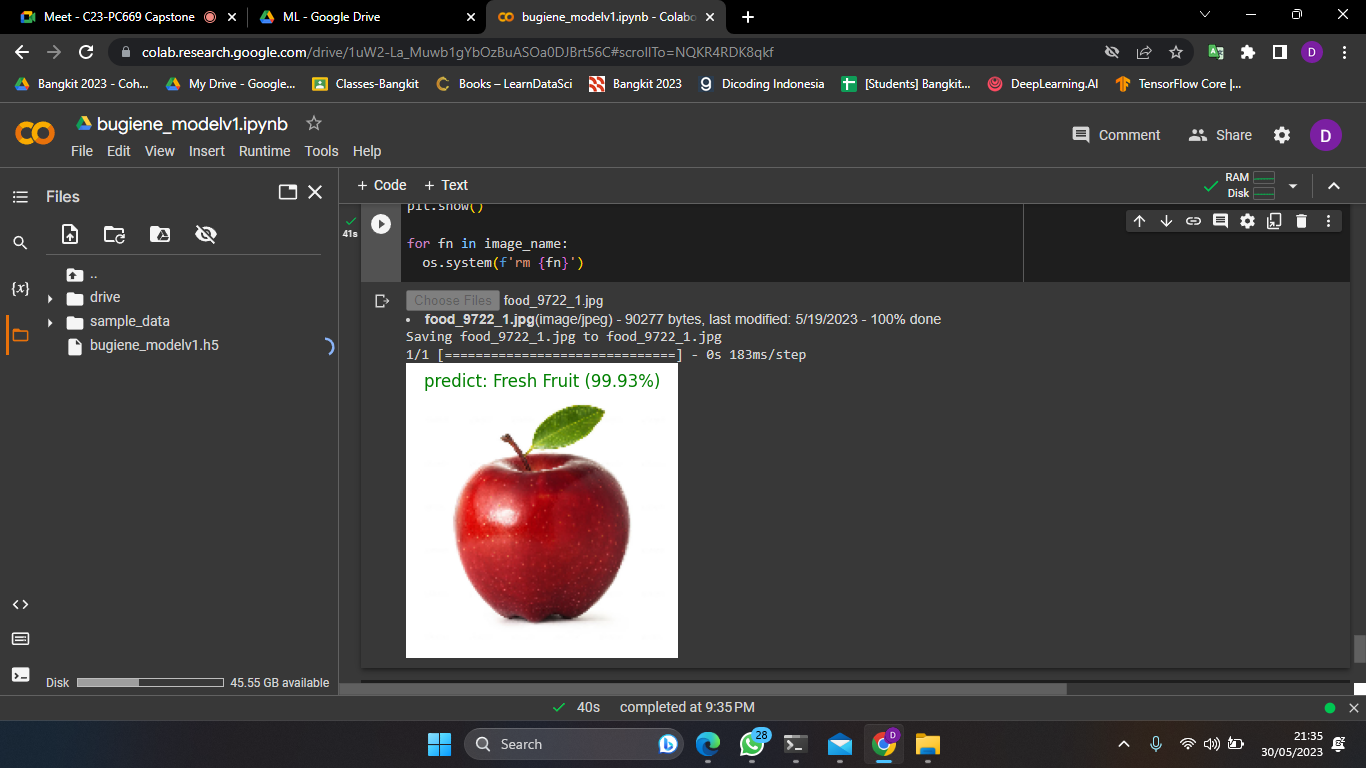 Meet - C23-PC669 Capstone
ML - Google Drive
bugiene_modelv1.ipynb - Colabo
colab.research.google.com/drive/1uW2-La_Muwb1gYbOzBuASOa0DJBrt56C#scrollTo=NQKR4RDK8qkf
D
Bangkit 2023 - Coh...
My Drive - Google...
Classes-Bangkit
Books – LearnDataSci
Bangkit 2023
Dicoding Indonesia
[Students] Bangkit...
DeepLearning.AI
TensorFlow Core |...
bugiene_modelv1.ipynb
File Edit View Insert Runtime Tools Help
Comment
Share
D
Files
+ Code + Text
RAM
Disk
..
drive
sample_data
bugiene_modelv1.h5
{x}
Disk
45.55 GB available
41s
plt.show()
for fn in image_name:
os.system(f'rm {fn}')
Choose Files food_9722_1.jpg
• food_9722_1.jpg(image/jpeg) - 90277 bytes, last modified: 5/19/2023 - 100% done
Saving food_9722_1.jpg to food_9722_1.jpg
1/1 [==============================] - 0s 183ms/step
predict: Fresh Fruit (99.93%)
40s completed at 9:35 PM
Search
28
D
21:35
30/05/2023